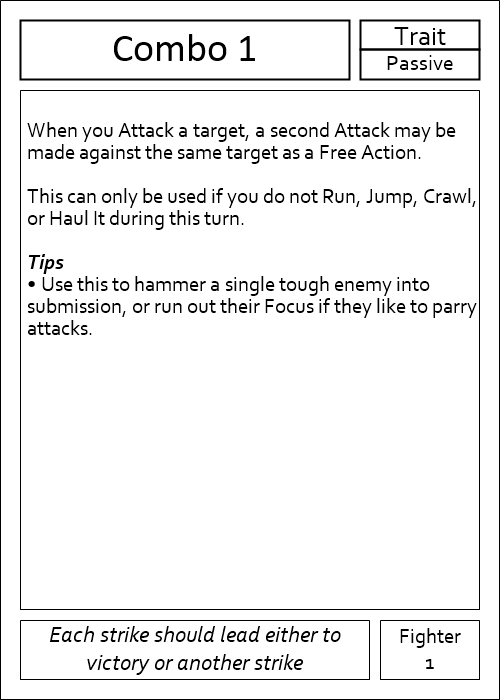 Combo 1
Trait
Passive
When you Attack a target, a second Attack may be
made against the same target as a Free Action.
This can only be used if you do not Run, Jump, Crawl,
or Haul It during this turn.
Tips
• Use this to hammer a single tough enemy into
submission, or run out their Focus if they like to parry
attacks.
Each strike should lead either to
victory or another strike
Fighter
1